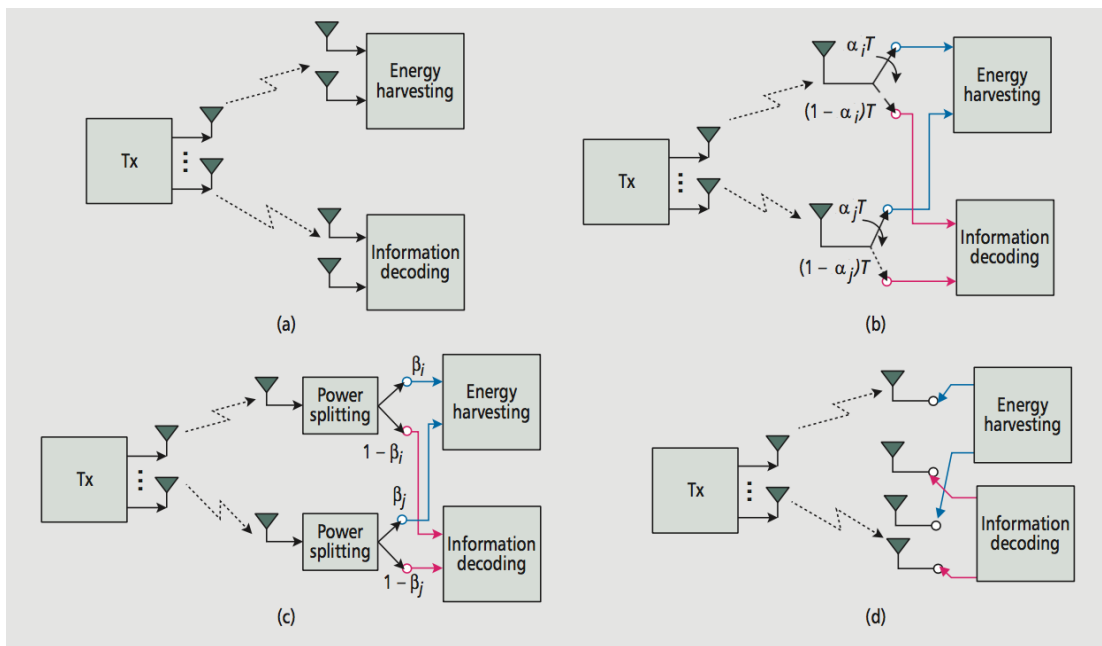 Tx
Energy
harvesting
Information
decoding
(a)
Tx
α_iT
(1 – α_i)T
α_jT
(1 – α_j)T
Energy
harvesting
Information
decoding
(b)
Tx
Power
splitting
β_i
1 – β_i
Power
splitting
β_j
1 – β_j
Energy
harvesting
Information
decoding
(c)
Tx
Energy
harvesting
Information
decoding
(d)